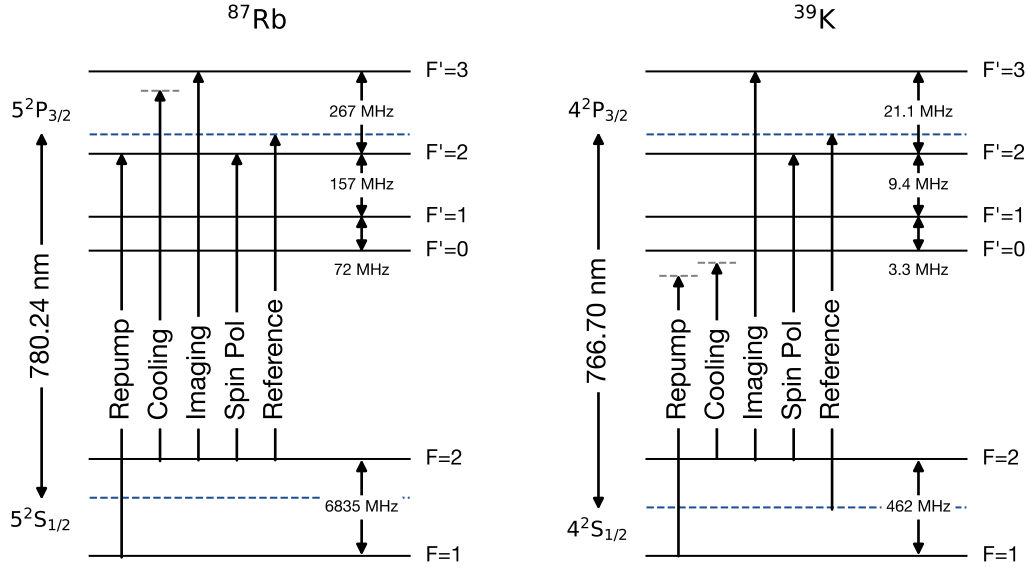 ⁸⁷Rb
F'=3
5²P₃/₂
267 MHz
F'=2
157 MHz
F'=1
F'=0
72 MHz
780.24 nm
Repump
Cooling
Imaging
Spin Pol
Reference
F=2
6835 MHz
5²S₁/₂
F=1
³⁹K
F'=3
4²P₃/₂
21.1 MHz
F'=2
9.4 MHz
F'=1
F'=0
3.3 MHz
766.70 nm
Repump
Cooling
Imaging
Spin Pol
Reference
F=2
462 MHz
4²S₁/₂
F=1